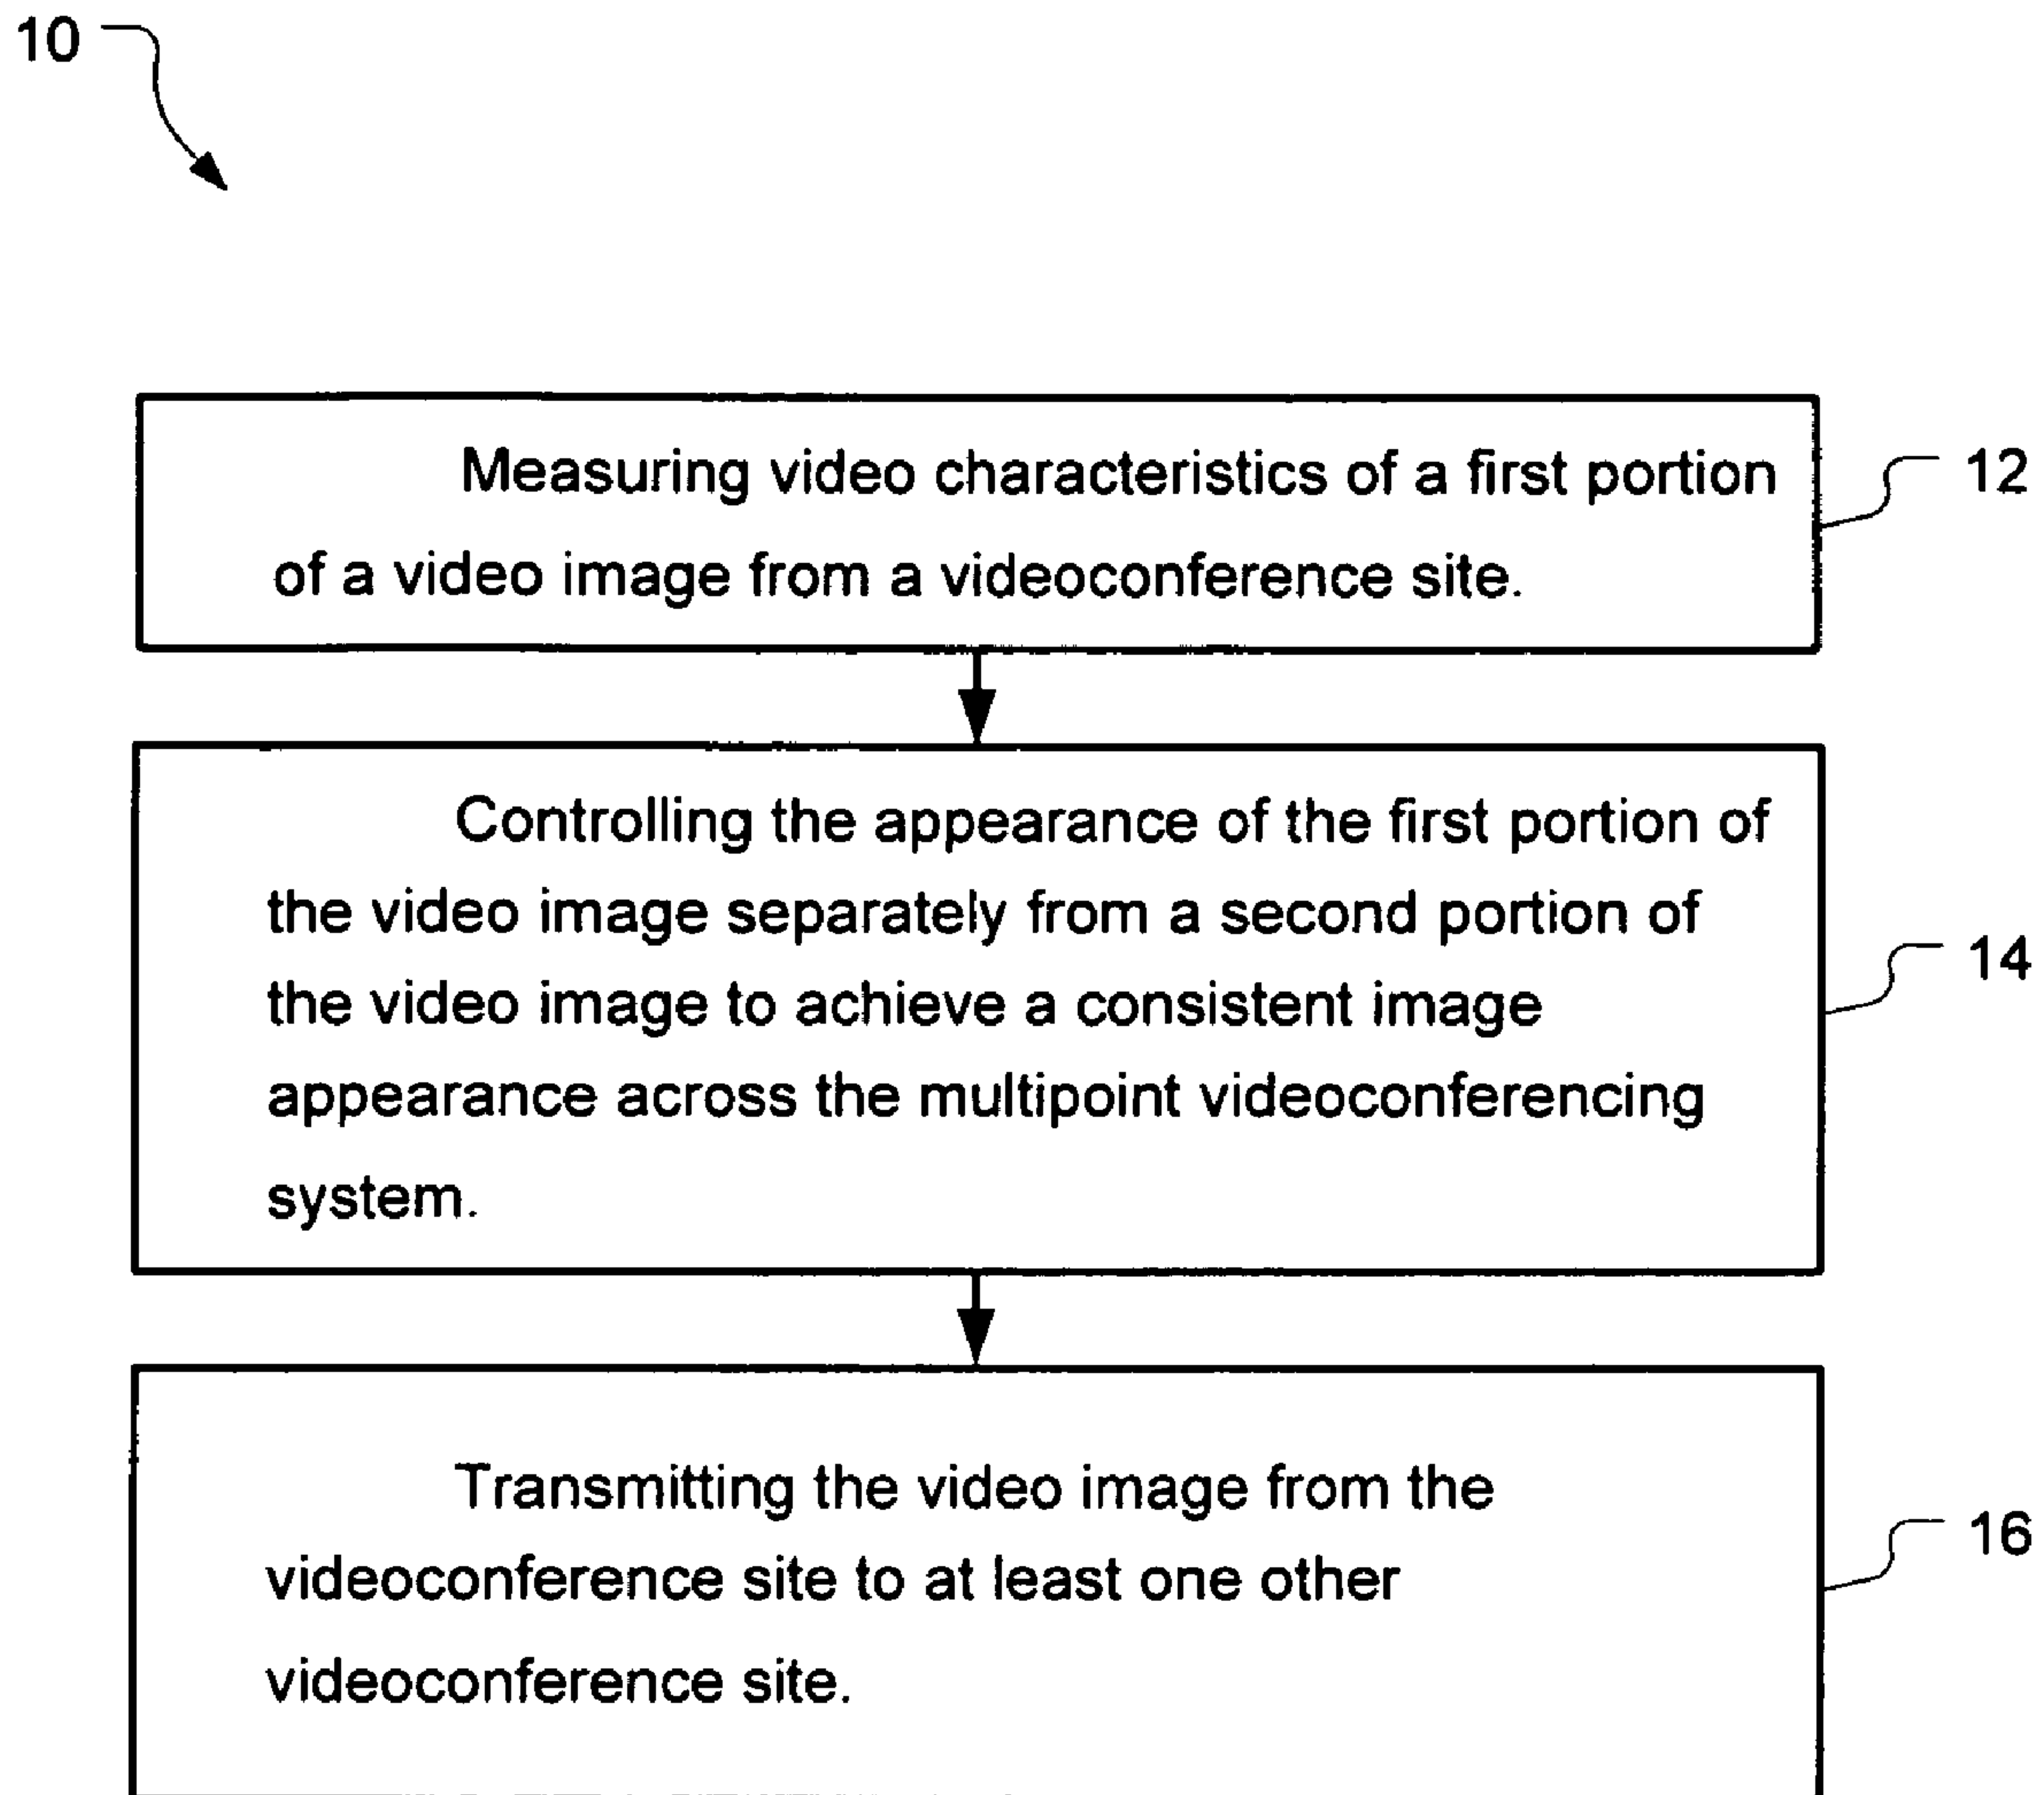 10
Measuring video characteristics of a first portion
of a video image from a videoconference site.
12
Controlling the appearance of the first portion of
the video image separately from a second portion of
the video image to achieve a consistent image
appearance across the multipoint videoconferencing
system.
14
Transmitting the video image from the
videoconference site to at least one other
videoconference site.
16